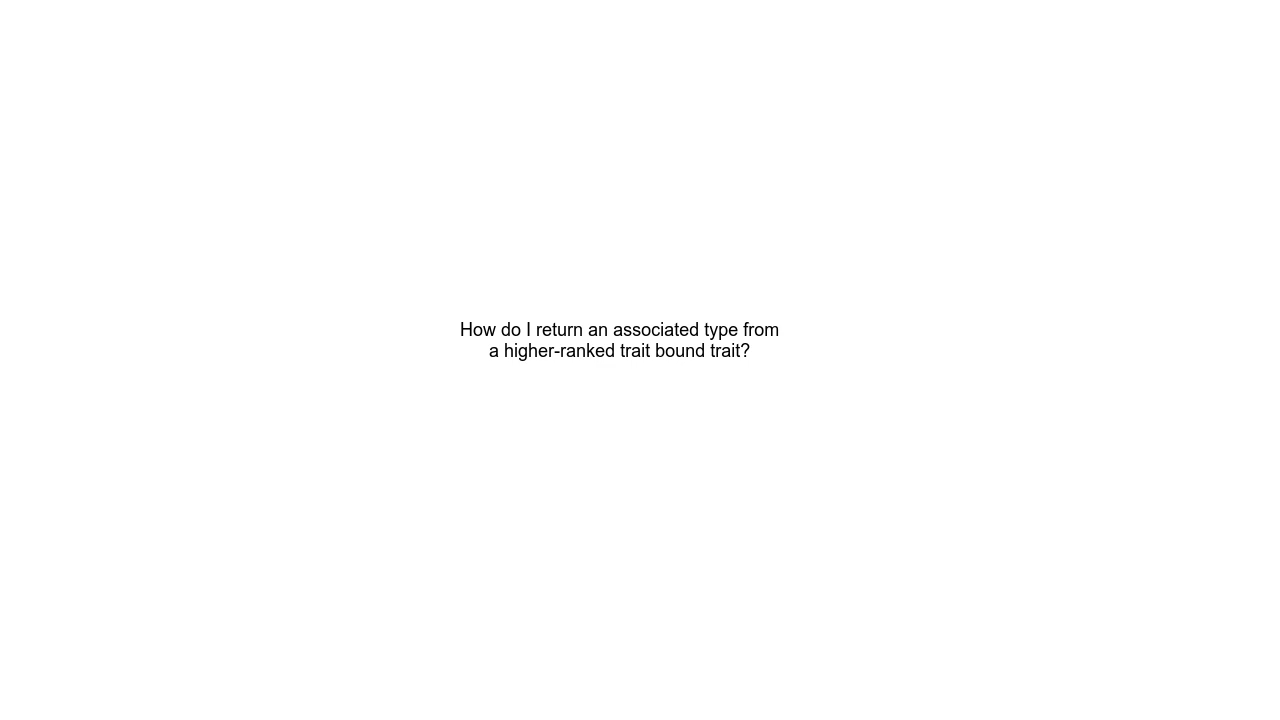 How do I return an associated type from
a higher-ranked trait bound trait?